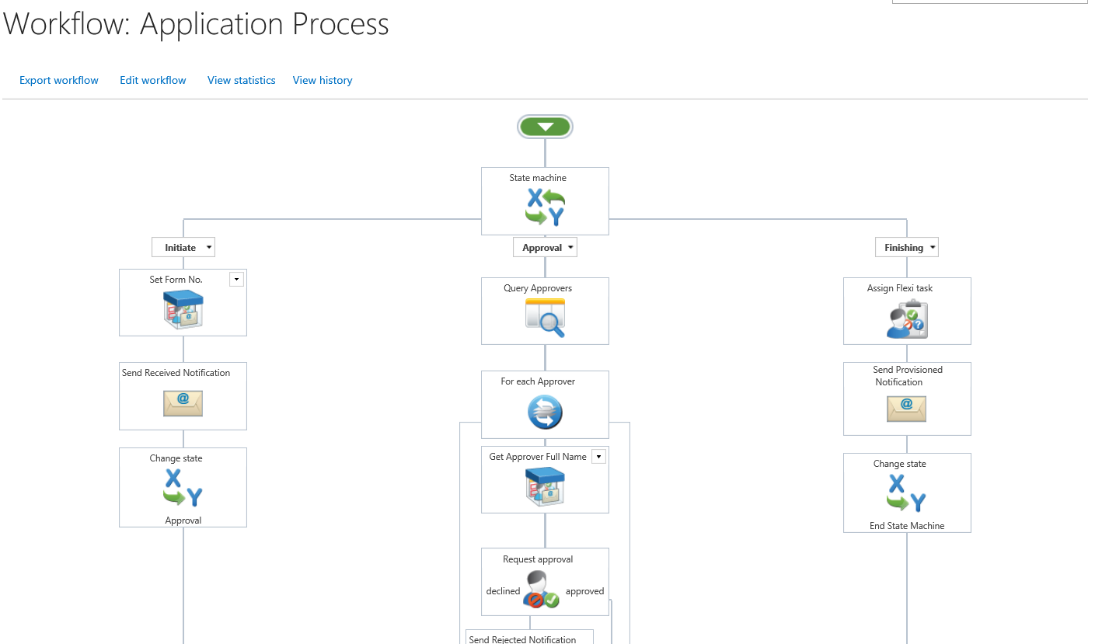 Workflow: Application Process
Export workflow
Edit workflow
View statistics
View history
State machine
Initiate
Approval
Finishing
Set Form No.
Query Approvers
Assign Flexi task
Send Received Notification
For each Approver
Send Provisioned
Notification
Change state
Approval
Get Approver Full Name
Change state
End State Machine
Request approval
declined
approved
Send Rejected Notification